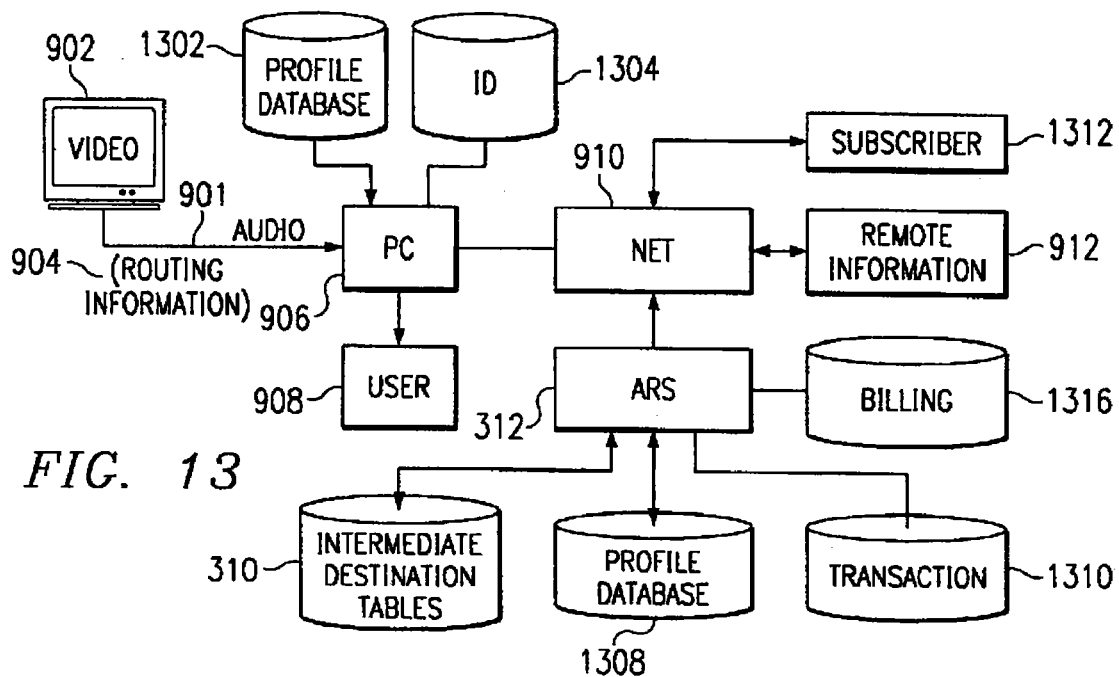 902
1302
PROFILE
DATABASE
ID
1304
VIDEO
901
AUDIO
904
(ROUTING
INFORMATION)
PC
906
910
NET
SUBSCRIBER
1312
REMOTE
INFORMATION
912
USER
908
ARS
312
BILLING
1316
FIG. 13
INTERMEDIATE
DESTINATION
TABLES
310
PROFILE
DATABASE
1308
TRANSACTION
1310